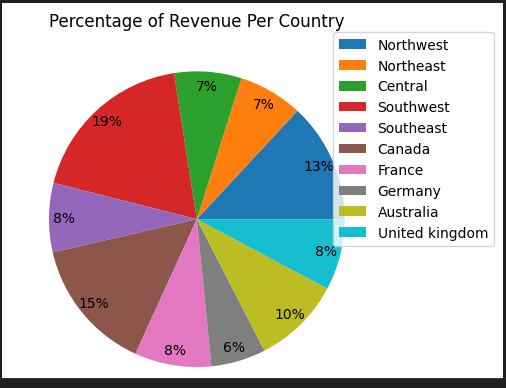 Percentage of Revenue Per Country
Northwest
Northeast
Central
Southwest
Southeast
Canada
France
Germany
Australia
United kingdom
7%
7%
19%
13%
8%
8%
15%
10%
8%
6%